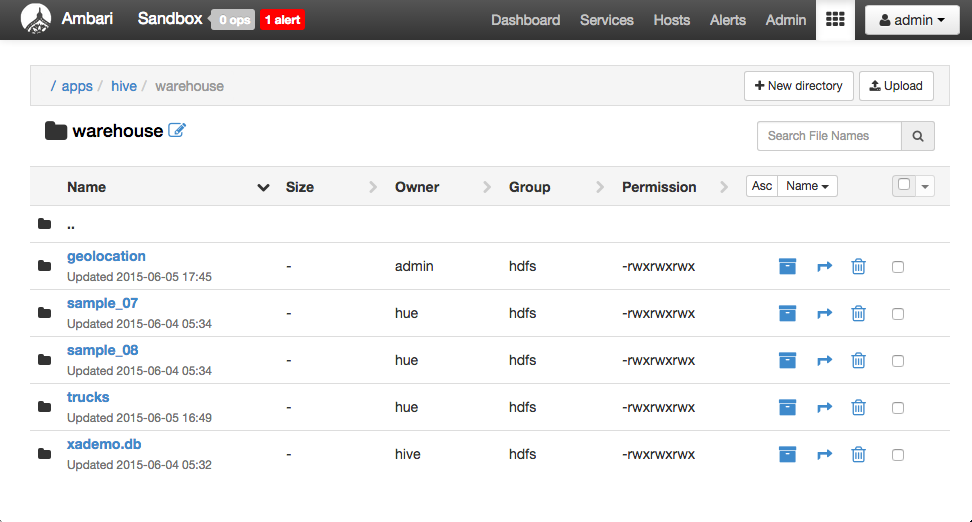 Ambari Sandbox 0 ops 1 alert Dashboard Services Hosts Alerts Admin admin
/ apps / hive / warehouse New directory Upload
warehouse Search File Names
Name Size Owner Group Permission Asc Name
..
geolocation
Updated 2015-06-05 17:45 - admin hdfs -rwxrwxrwx
sample_07
Updated 2015-06-04 05:34 - hue hdfs -rwxrwxrwx
sample_08
Updated 2015-06-04 05:34 - hue hdfs -rwxrwxrwx
trucks
Updated 2015-06-05 16:49 - hue hdfs -rwxrwxrwx
xademo.db
Updated 2015-06-04 05:32 - hive hdfs -rwxrwxrwx